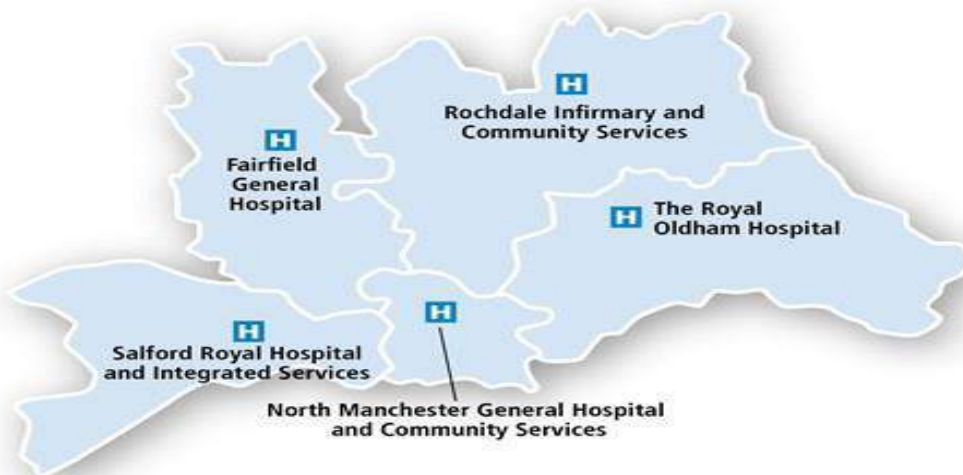 H
Rochdale Infirmary and
Community Services
H
Fairfield
General
Hospital
H
The Royal
Oldham Hospital
H
H
Salford Royal Hospital
and Integrated Services
North Manchester General Hospital
and Community Services